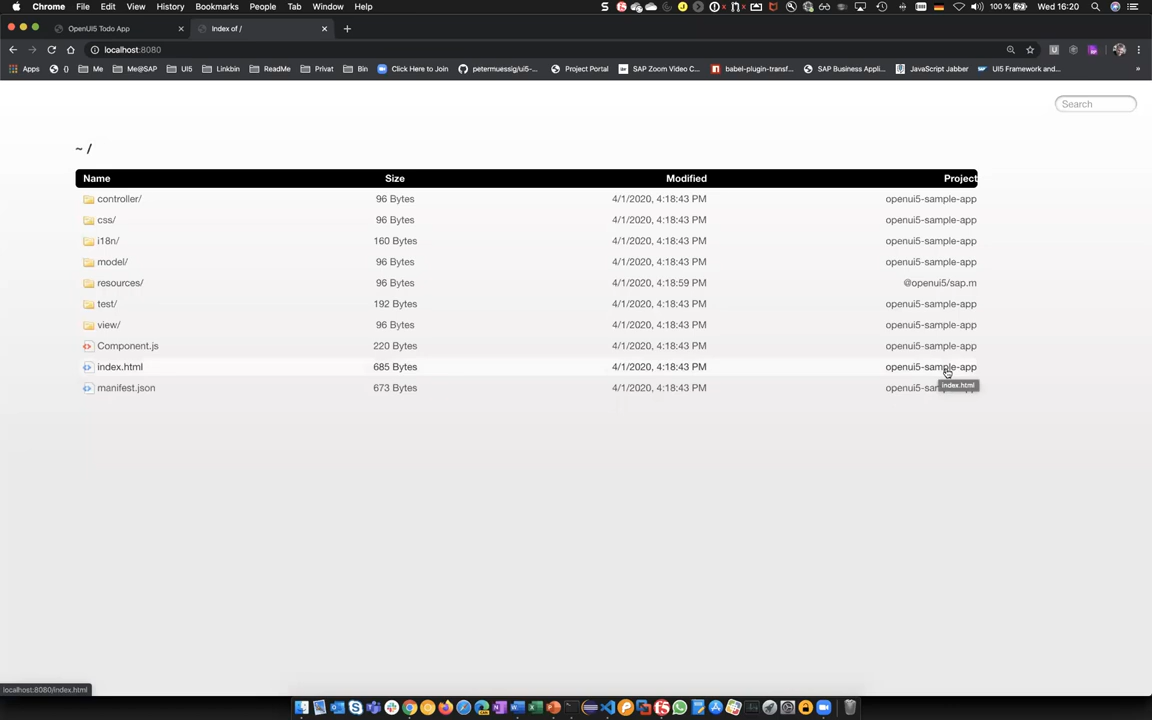 Chrome File Edit View History Bookmarks People Tab Window Help 100 % Wed 16:20
OpenUI5 Todo App Index of /
localhost:8080
Apps {} Me Me@SAP UI5 Linkbin ReadMe Privat Bin Click Here to Join petermuessig/ui5-... Project Portal SAP Zoom Video C... babel-plugin-transf... SAP Business Appli... JavaScript Jabber UI5 Framework and... »
Search
~ /
Name Size Modified Project
controller/ 96 Bytes 4/1/2020, 4:18:43 PM openui5-sample-app
css/ 96 Bytes 4/1/2020, 4:18:43 PM openui5-sample-app
i18n/ 160 Bytes 4/1/2020, 4:18:43 PM openui5-sample-app
model/ 96 Bytes 4/1/2020, 4:18:43 PM openui5-sample-app
resources/ 96 Bytes 4/1/2020, 4:18:59 PM @openui5/sap.m
test/ 192 Bytes 4/1/2020, 4:18:43 PM openui5-sample-app
view/ 96 Bytes 4/1/2020, 4:18:43 PM openui5-sample-app
Component.js 220 Bytes 4/1/2020, 4:18:43 PM openui5-sample-app
index.html 685 Bytes 4/1/2020, 4:18:43 PM openui5-sample-app
index.html
manifest.json 673 Bytes 4/1/2020, 4:18:43 PM
localhost:8080/index.html